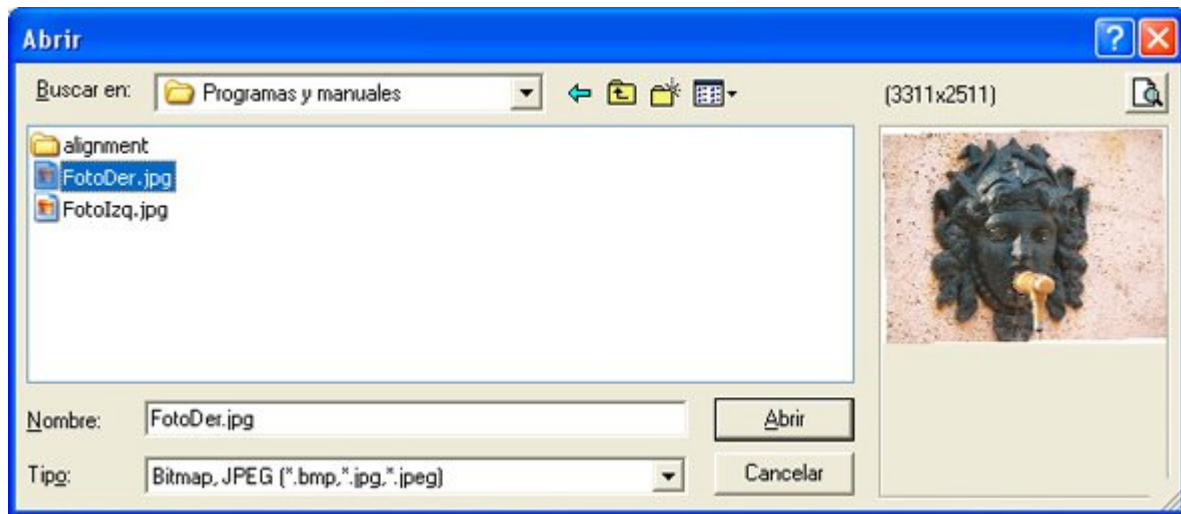 Abrir
Buscar en: Programas y manuales (3311x2511)
alignment
FotoDer.jpg
FotoIzq.jpg
Nombre: FotoDer.jpg Abrir
Tipo: Bitmap, JPEG (*.bmp,*.jpg,*.jpeg) Cancelar